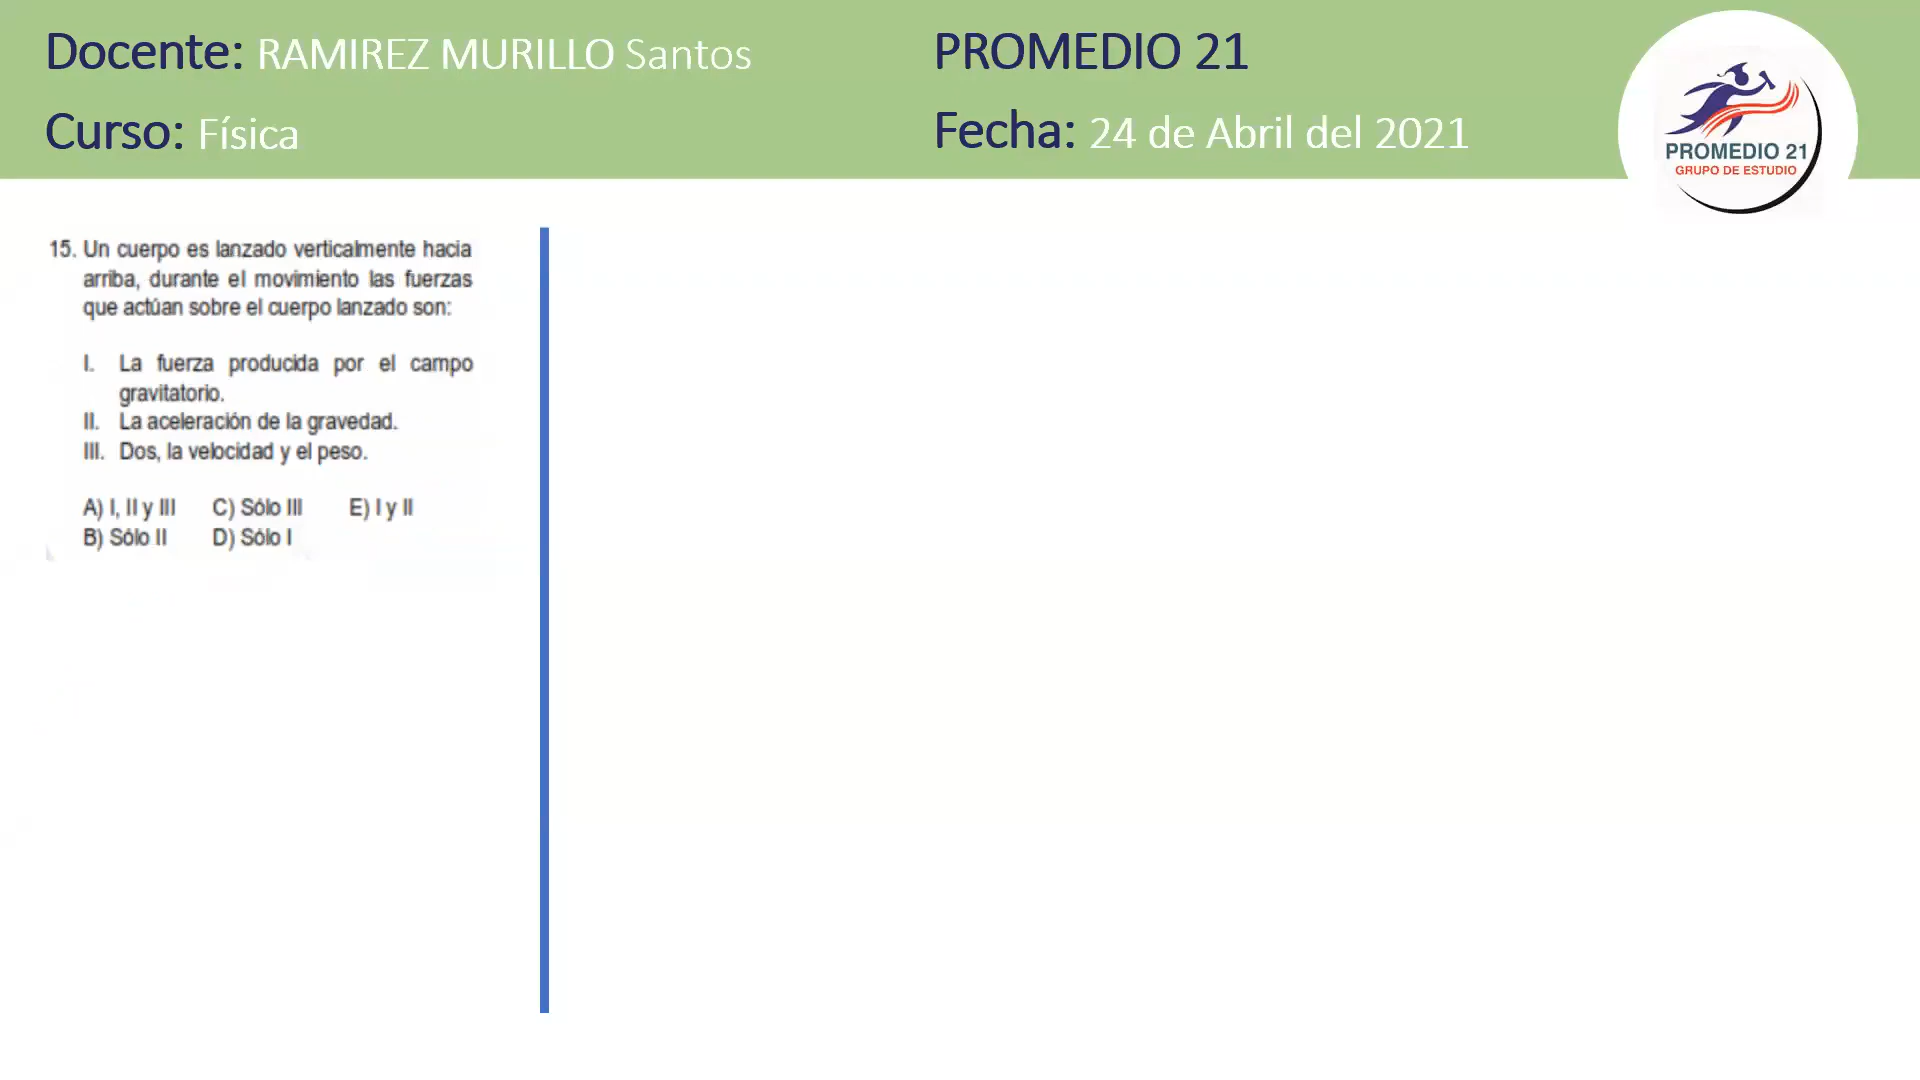 Docente: RAMIREZ MURILLO Santos
PROMEDIO 21
Curso: Física
Fecha: 24 de Abril del 2021
PROMEDIO 21
GRUPO DE ESTUDIO
15. Un cuerpo es lanzado verticalmente hacia
arriba, durante el movimiento las fuerzas
que actúan sobre el cuerpo lanzado son:
I. La fuerza producida por el campo
gravitatorio.
II. La aceleración de la gravedad.
III. Dos, la velocidad y el peso.
A) I, II y III C) Sólo III E) I y II
B) Sólo II D) Sólo I